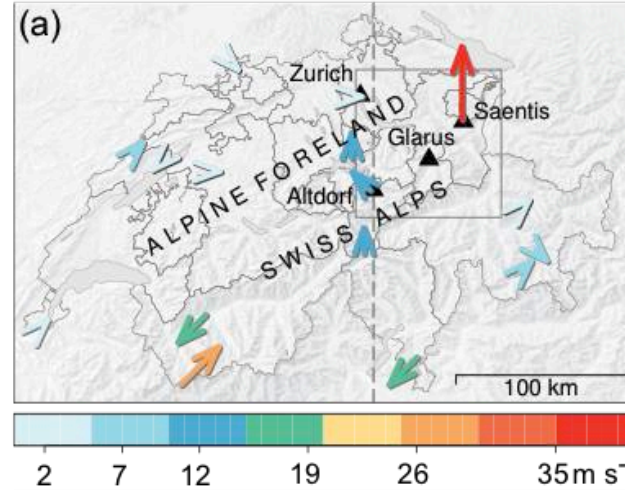 (a)
Zurich
Saentis
Glarus
Altdorf
ALPINE FORELAND
SWISS ALPS
100 km
2 7 12 19 26 35 m s⁻